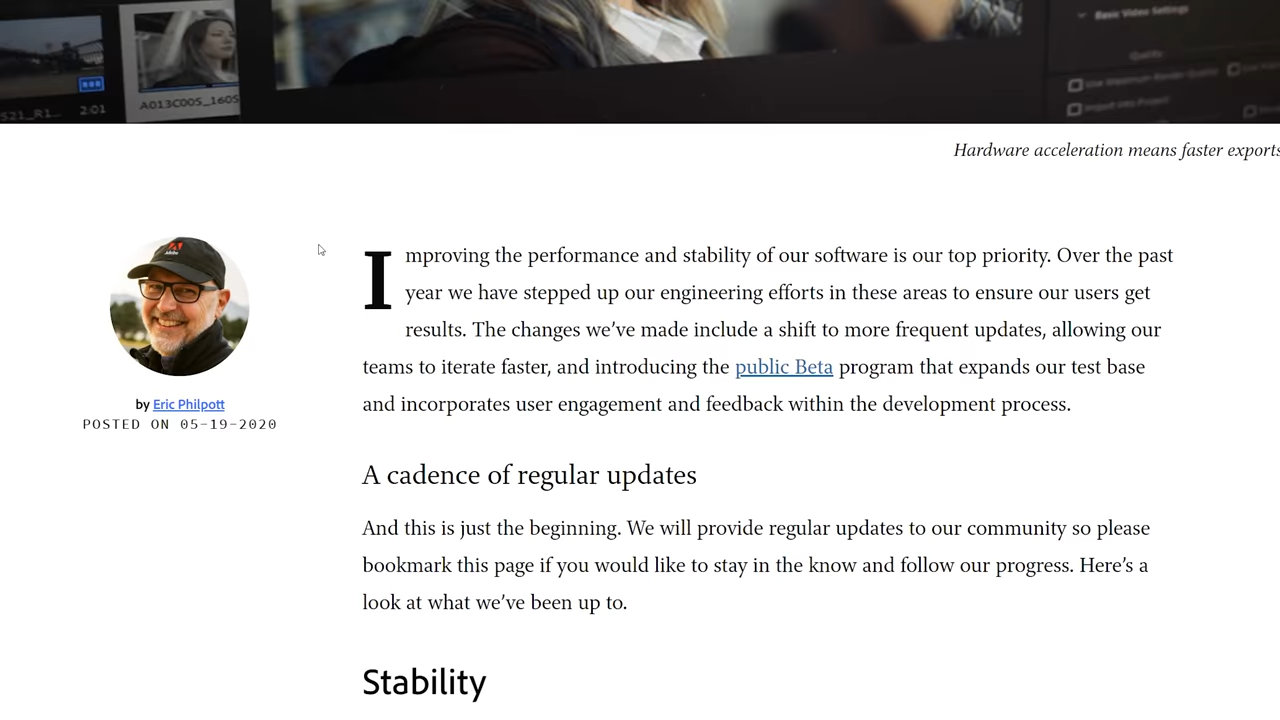 Basic Video Settings
2:01
A013C005_1605
Hardware acceleration means faster exports
Improving the performance and stability of our software is our top priority. Over the past
year we have stepped up our engineering efforts in these areas to ensure our users get
results. The changes we’ve made include a shift to more frequent updates, allowing our
teams to iterate faster, and introducing the public Beta program that expands our test base
and incorporates user engagement and feedback within the development process.
by Eric Philpott
POSTED ON 05-19-2020
A cadence of regular updates
And this is just the beginning. We will provide regular updates to our community so please
bookmark this page if you would like to stay in the know and follow our progress. Here’s a
look at what we’ve been up to.
Stability